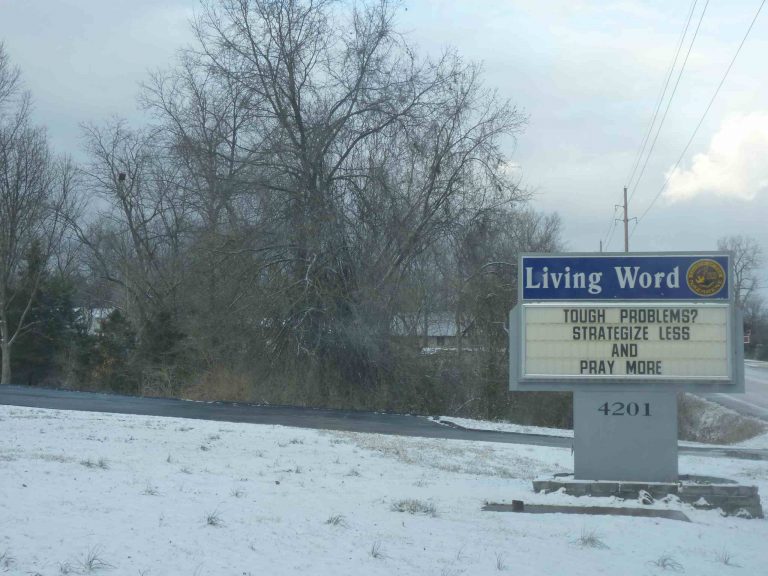 Living Word
TOUGH PROBLEMS?
STRATEGIZE LESS
AND
PRAY MORE
4201